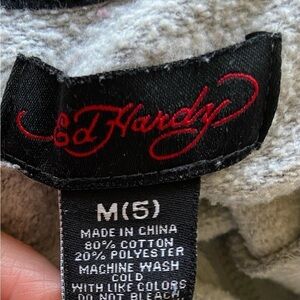 Ed Hardy
M(5)
MADE IN CHINA
80% COTTON
20% POLYESTER
MACHINE WASH
COLD
WITH LIKE COLORS
DO NOT BLEACH